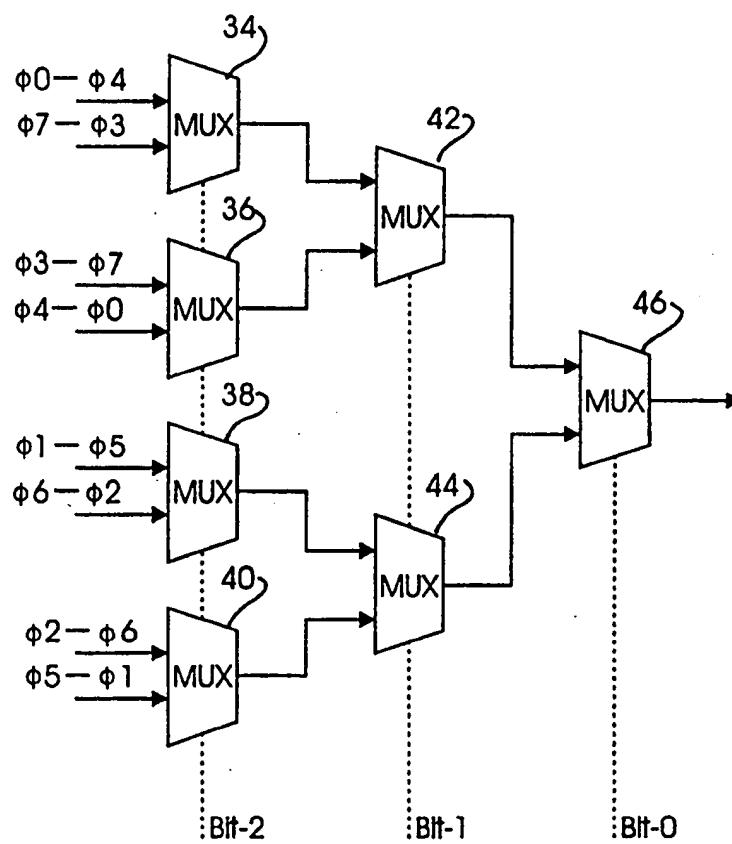 34
ϕ0— ϕ4
ϕ7— ϕ3
MUX
42
36
MUX
ϕ3— ϕ7
ϕ4— ϕ0
MUX
46
MUX
38
ϕ1— ϕ5
ϕ6— ϕ2
MUX
44
40
MUX
ϕ2— ϕ6
ϕ5— ϕ1
MUX
Bit-2
Bit-1
Bit-0